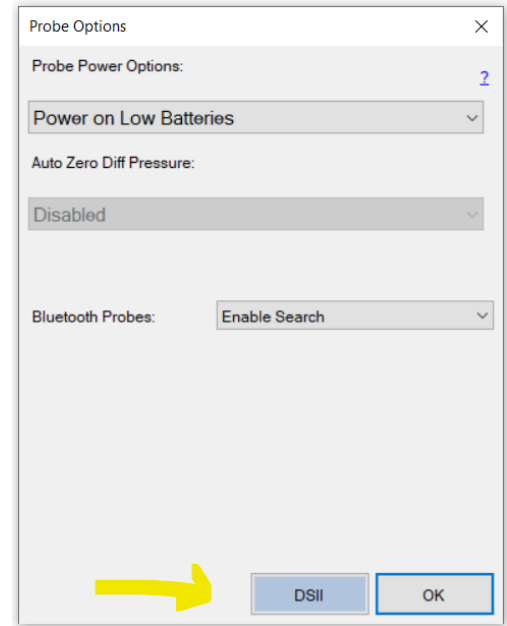 Probe Options
Probe Power Options:
?
Power on Low Batteries
Auto Zero Diff Pressure:
Disabled
Bluetooth Probes: Enable Search
DSII OK